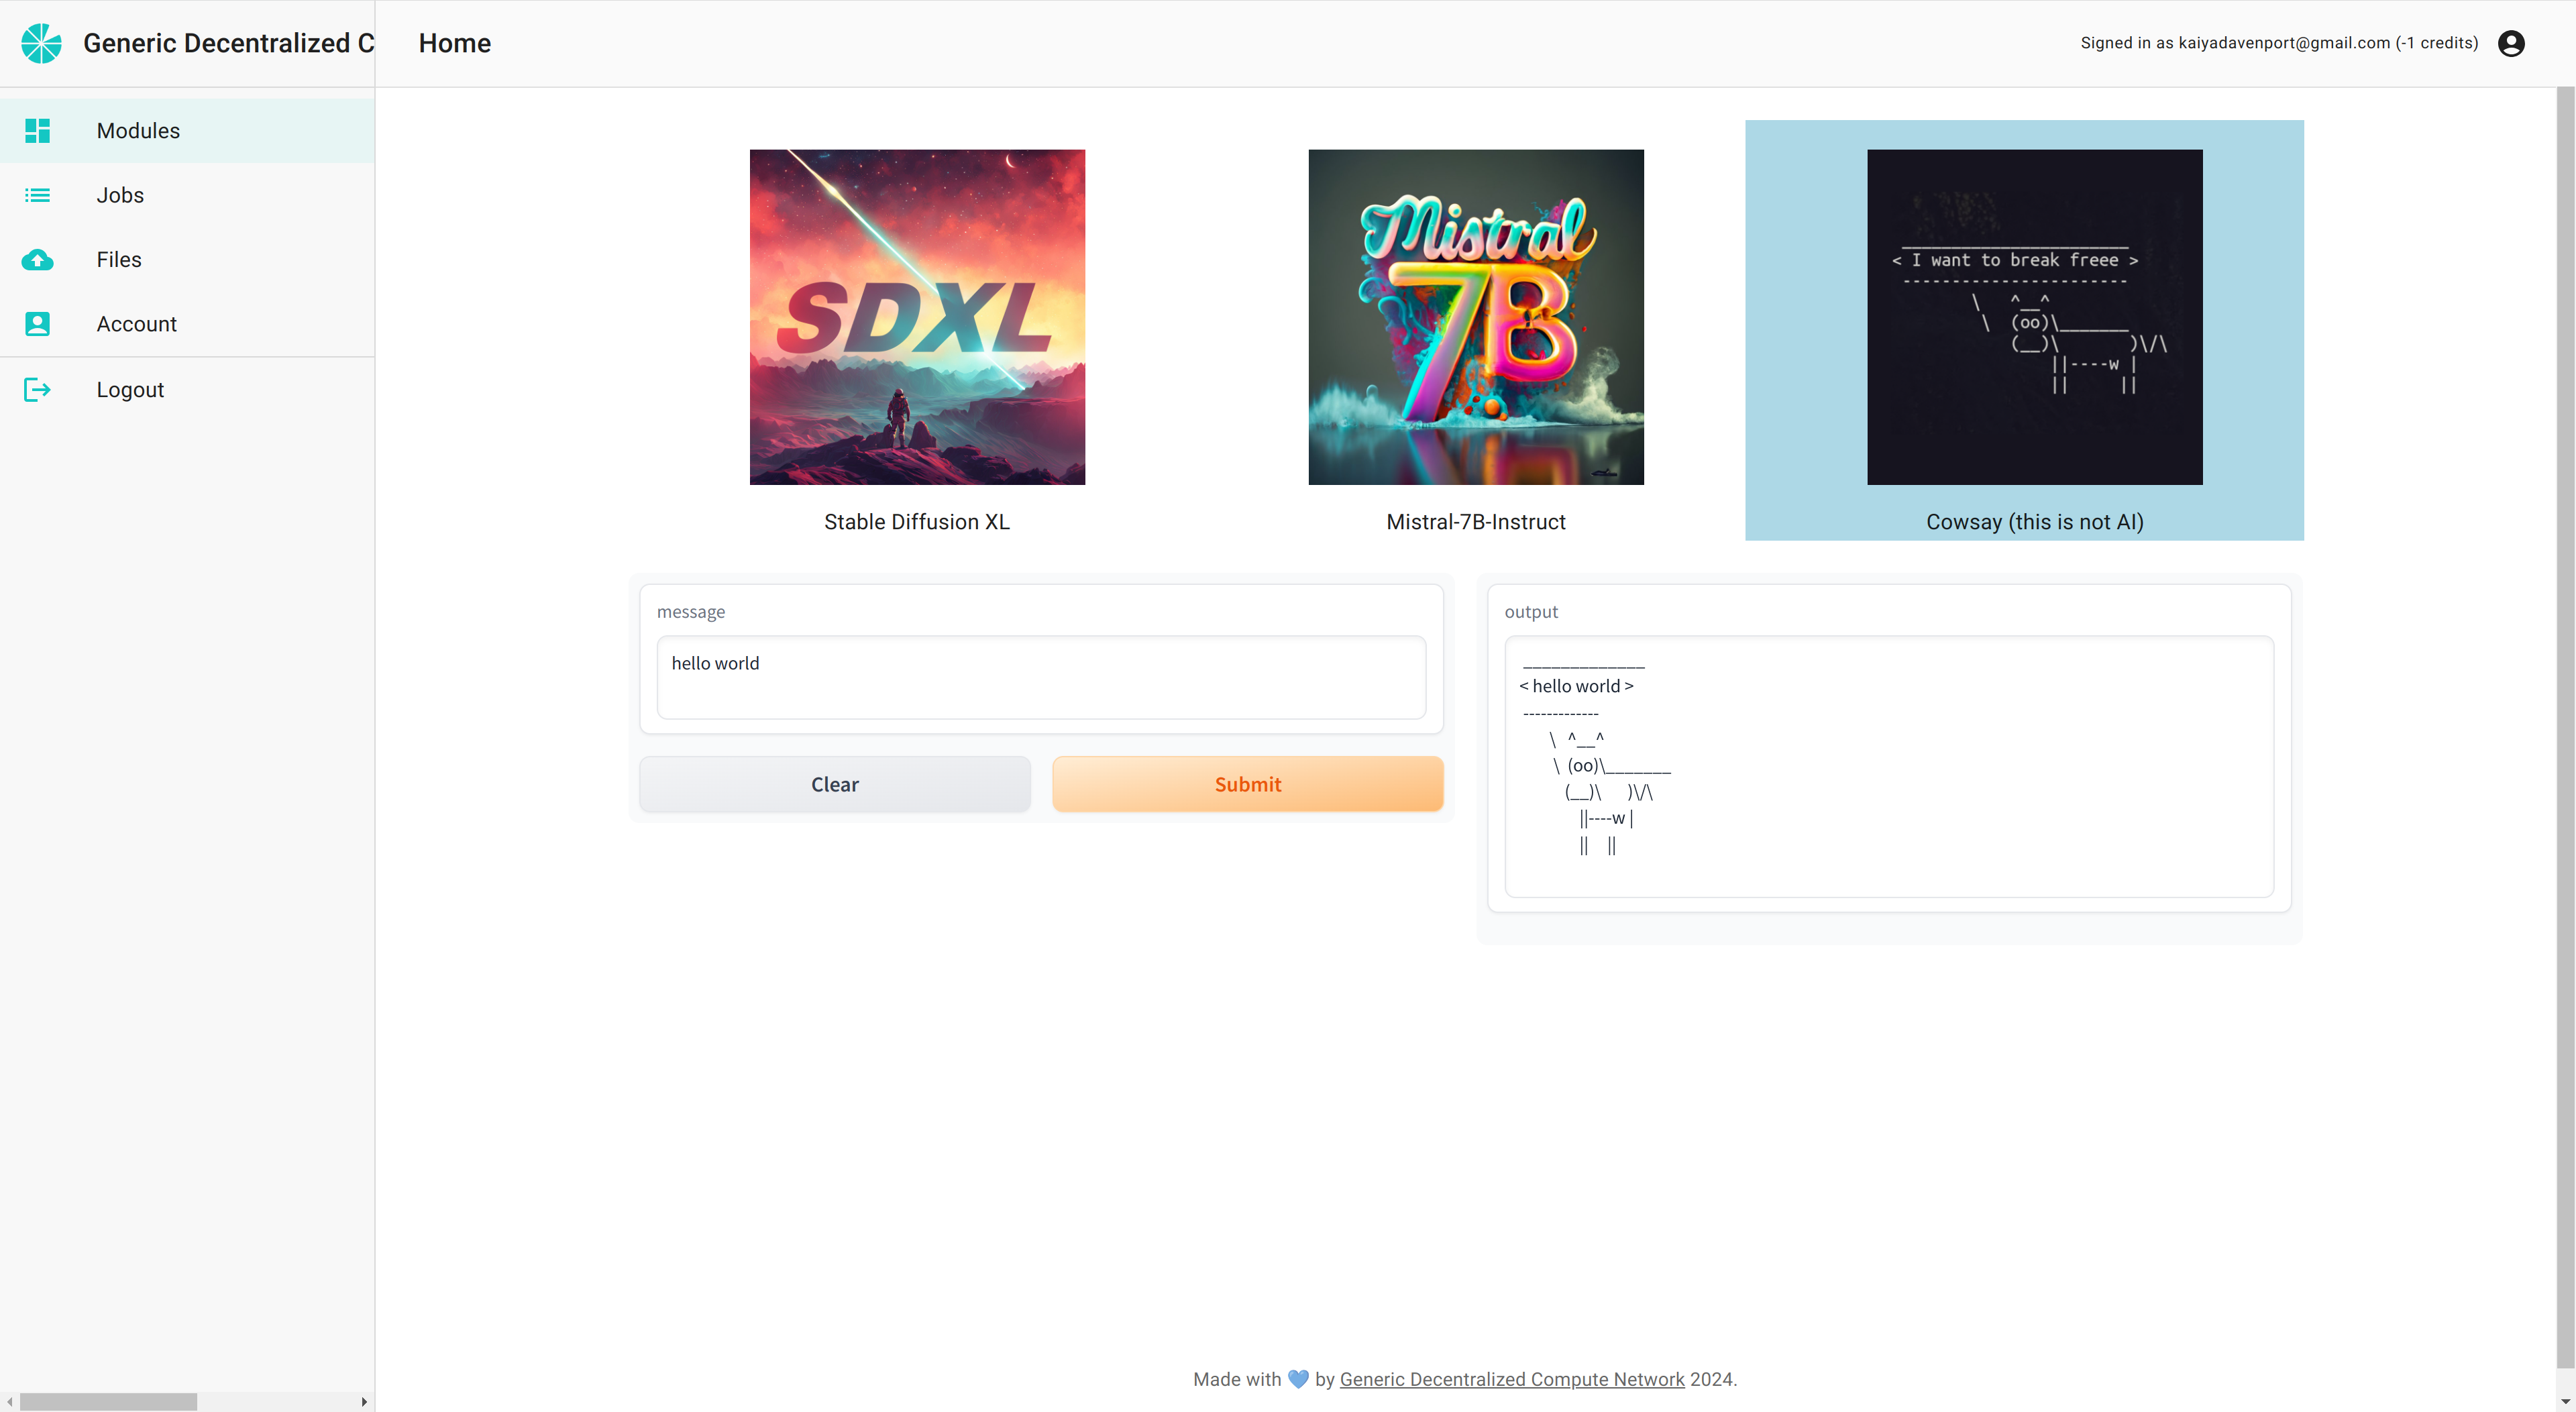 Generic Decentralized C
Home
Signed in as kaiyadavenport@gmail.com (-1 credits)
Modules
Jobs
Files
Account
Logout
SDXL
Stable Diffusion XL
Mistral
7B
Mistral-7B-Instruct
_______________________
< I want to break freee >
-----------------------
\   ^__^
\  (oo)\_______
(__)\       )\/\
||----w |
||     ||
Cowsay (this is not AI)
message
hello world
Clear
Submit
output
_____________
< hello world >
-------------
\  ^__^
\ (oo)\_______
(__)\     )\/\
||----w |
||    ||
Made with 💙 by Generic Decentralized Compute Network 2024.